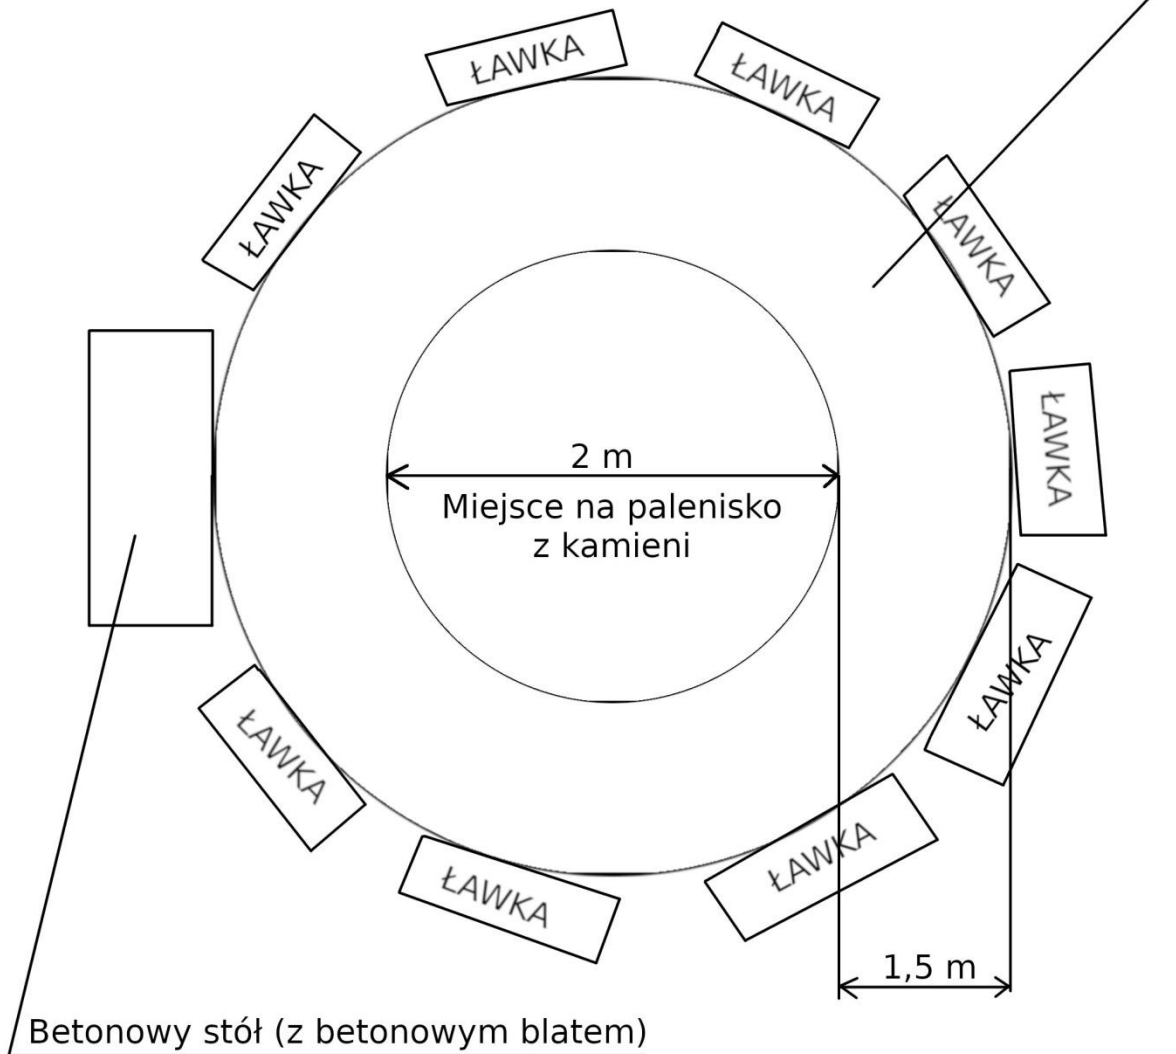 ŁAWKA
ŁAWKA
ŁAWKA
ŁAWKA
ŁAWKA
2 m
Miejsce na palenisko
z kamieni
ŁAWKA
ŁAWKA
ŁAWKA
ŁAWKA
1,5 m
Betonowy stół (z betonowym blatem)